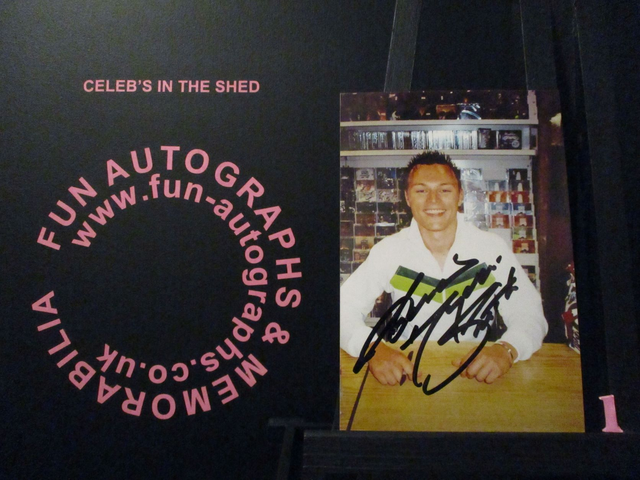 CELEB'S IN THE SHED
FUN AUTOGRAPHS & MEMORABILIA
www.fun-autographs.co.uk
1